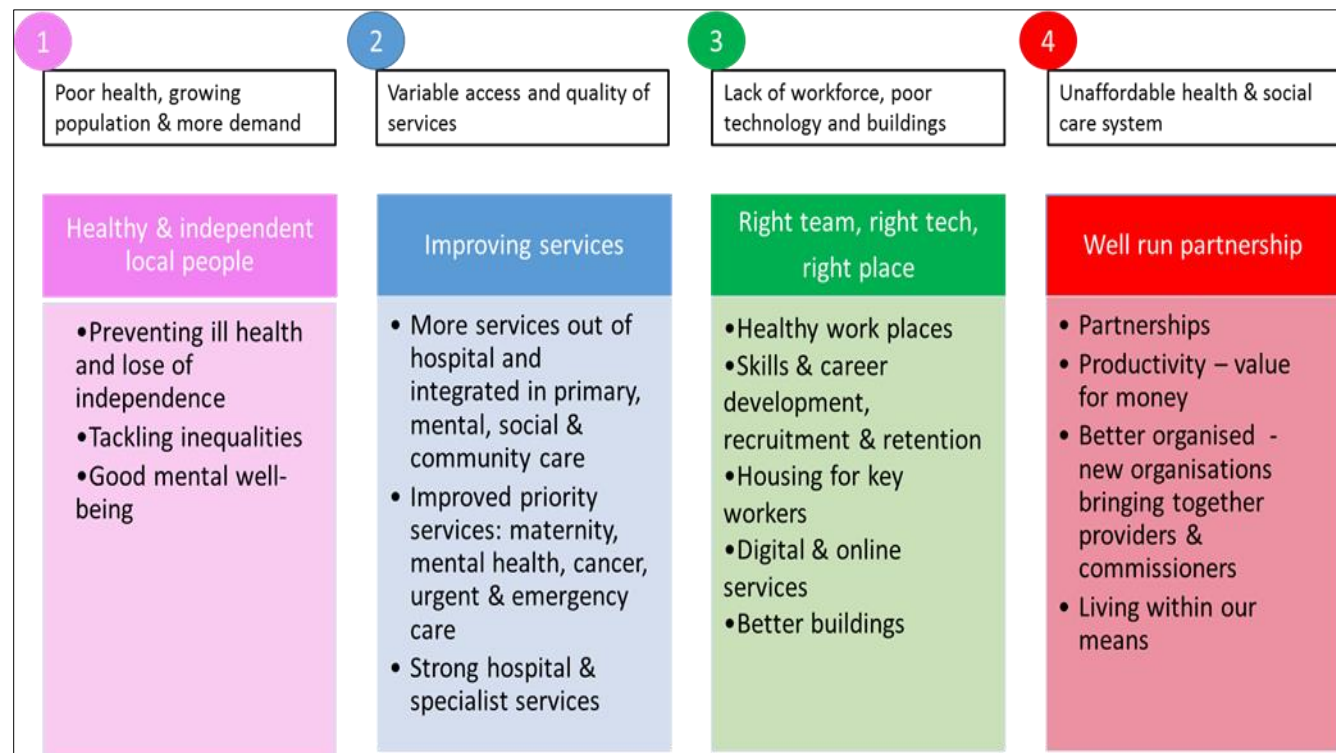 1
Poor health, growing
population & more demand
Healthy & independent
local people
•Preventing ill health
and lose of
independence
•Tackling inequalities
•Good mental well-
being
2
Variable access and quality of
services
Improving services
• More services out of
hospital and
integrated in primary,
mental, social &
community care
• Improved priority
services: maternity,
mental health, cancer,
urgent & emergency
care
• Strong hospital &
specialist services
3
Lack of workforce, poor
technology and buildings
Right team, right tech,
right place
•Healthy work places
•Skills & career
development,
recruitment & retention
•Housing for key
workers
•Digital & online
services
•Better buildings
4
Unaffordable health & social
care system
Well run partnership
• Partnerships
• Productivity – value
for money
• Better organised -
new organisations
bringing together
providers &
commissioners
• Living within our
means